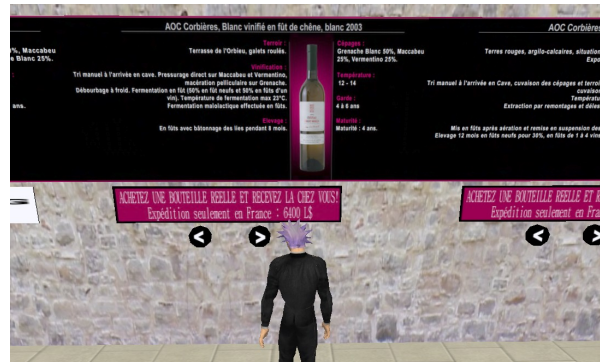 0%, Maccabeu
e Blanc 25%.
ans.
AOC Corbières, Blanc vinifié en fût de chêne, blanc 2003
Terroir :
Terrasse de l'Orbieu, galets roulés.
Vinification :
Tri manuel à l'arrivée en cave. Pressurage direct sur Maccabeu et Vermentino,
macération pelliculaire sur Grenache.
Débourbage à froid. Fermentation en fût (50% en fût neufs et 50% en fûts d'un
vin). Température de fermentation max 23°C.
Fermentation malolactique effectuée en fûts.
Elevage :
En fûts avec bâtonnage des lies pendant 8 mois.
Cépages :
Grenache Blanc 50%, Maccabeu
25%, Vermentino 25%.
Température :
12 - 14
Garde :
4 à 6 ans
Maturité :
Maturité : 4 ans.
AOC Corbières
Terres rouges, argilo-calcaires, situation
Expo
Tri manuel à l'arrivée en Cave, cuvaison des cépages et terroi
cuvaison
Températu
Extraction par remontages et déles
Mis en fûts après aération et remise en suspension des
Elevage 12 mois en fûts neufs pour 30%, en fûts de 1 à 4 vins
ACHETEZ UNE BOUTEILLE REELLE ET RECEVEZ LA CHEZ VOUS!
Expédition seulement en France : 6400 L$
ACHETEZ UNE BOUTEILLE REELLE ET R
Expédition seulement en Fra
< >
< >